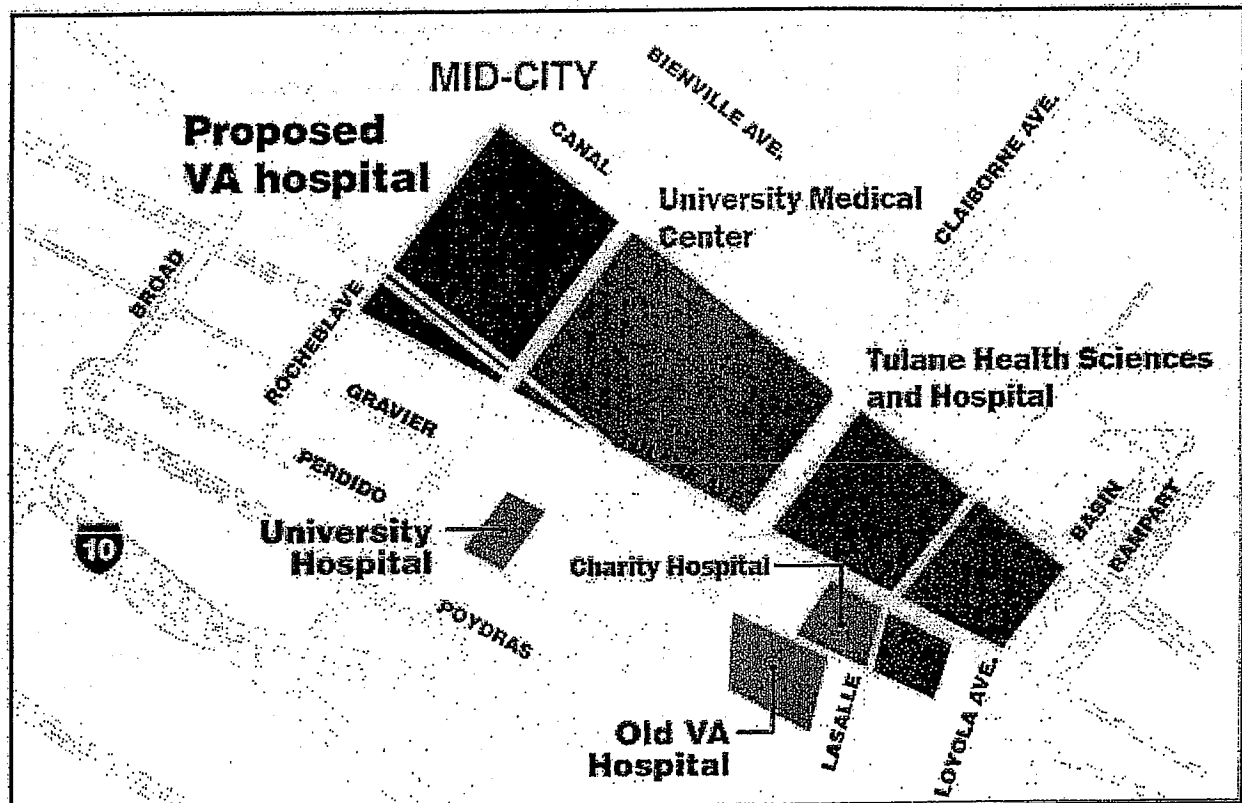 MID-CITY
BIENVILLE AVE.
Proposed
VA hospital
CANAL
CLAIBORNE AVE.
University Medical
Center
BROAD
ROCHEBLAVE
Tulane Health Sciences
and Hospital
GRAVIER
PERDIDO
BASIN
RAMPART
10
University
Hospital
Charity Hospital
POYDRAS
Old VA
Hospital
LASALLE
LOYOLA AVE.